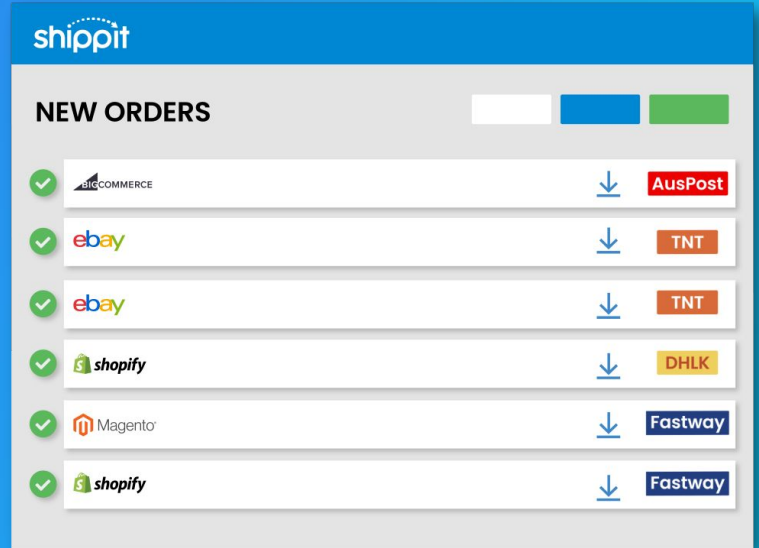 shippit
NEW ORDERS
BIGCOMMERCE AusPost
ebay TNT
ebay TNT
shopify DHLK
Magento Fastway
shopify Fastway